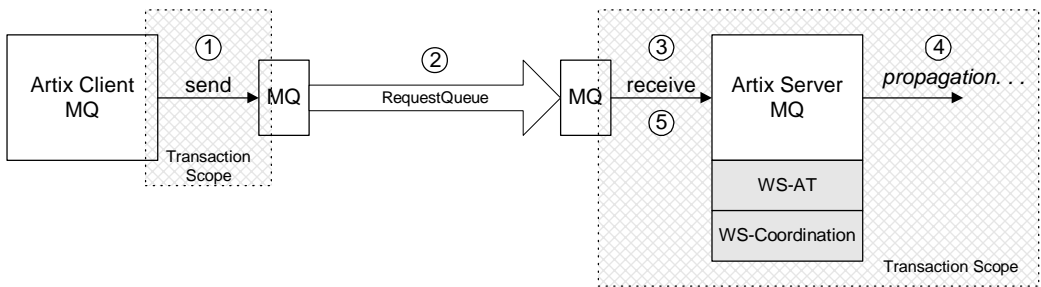 Artix Client
MQ
1
send
Transaction
Scope
MQ
2
RequestQueue
MQ
3
receive
5
Artix Server
MQ
WS-AT
WS-Coordination
4
propagation. . .
Transaction Scope